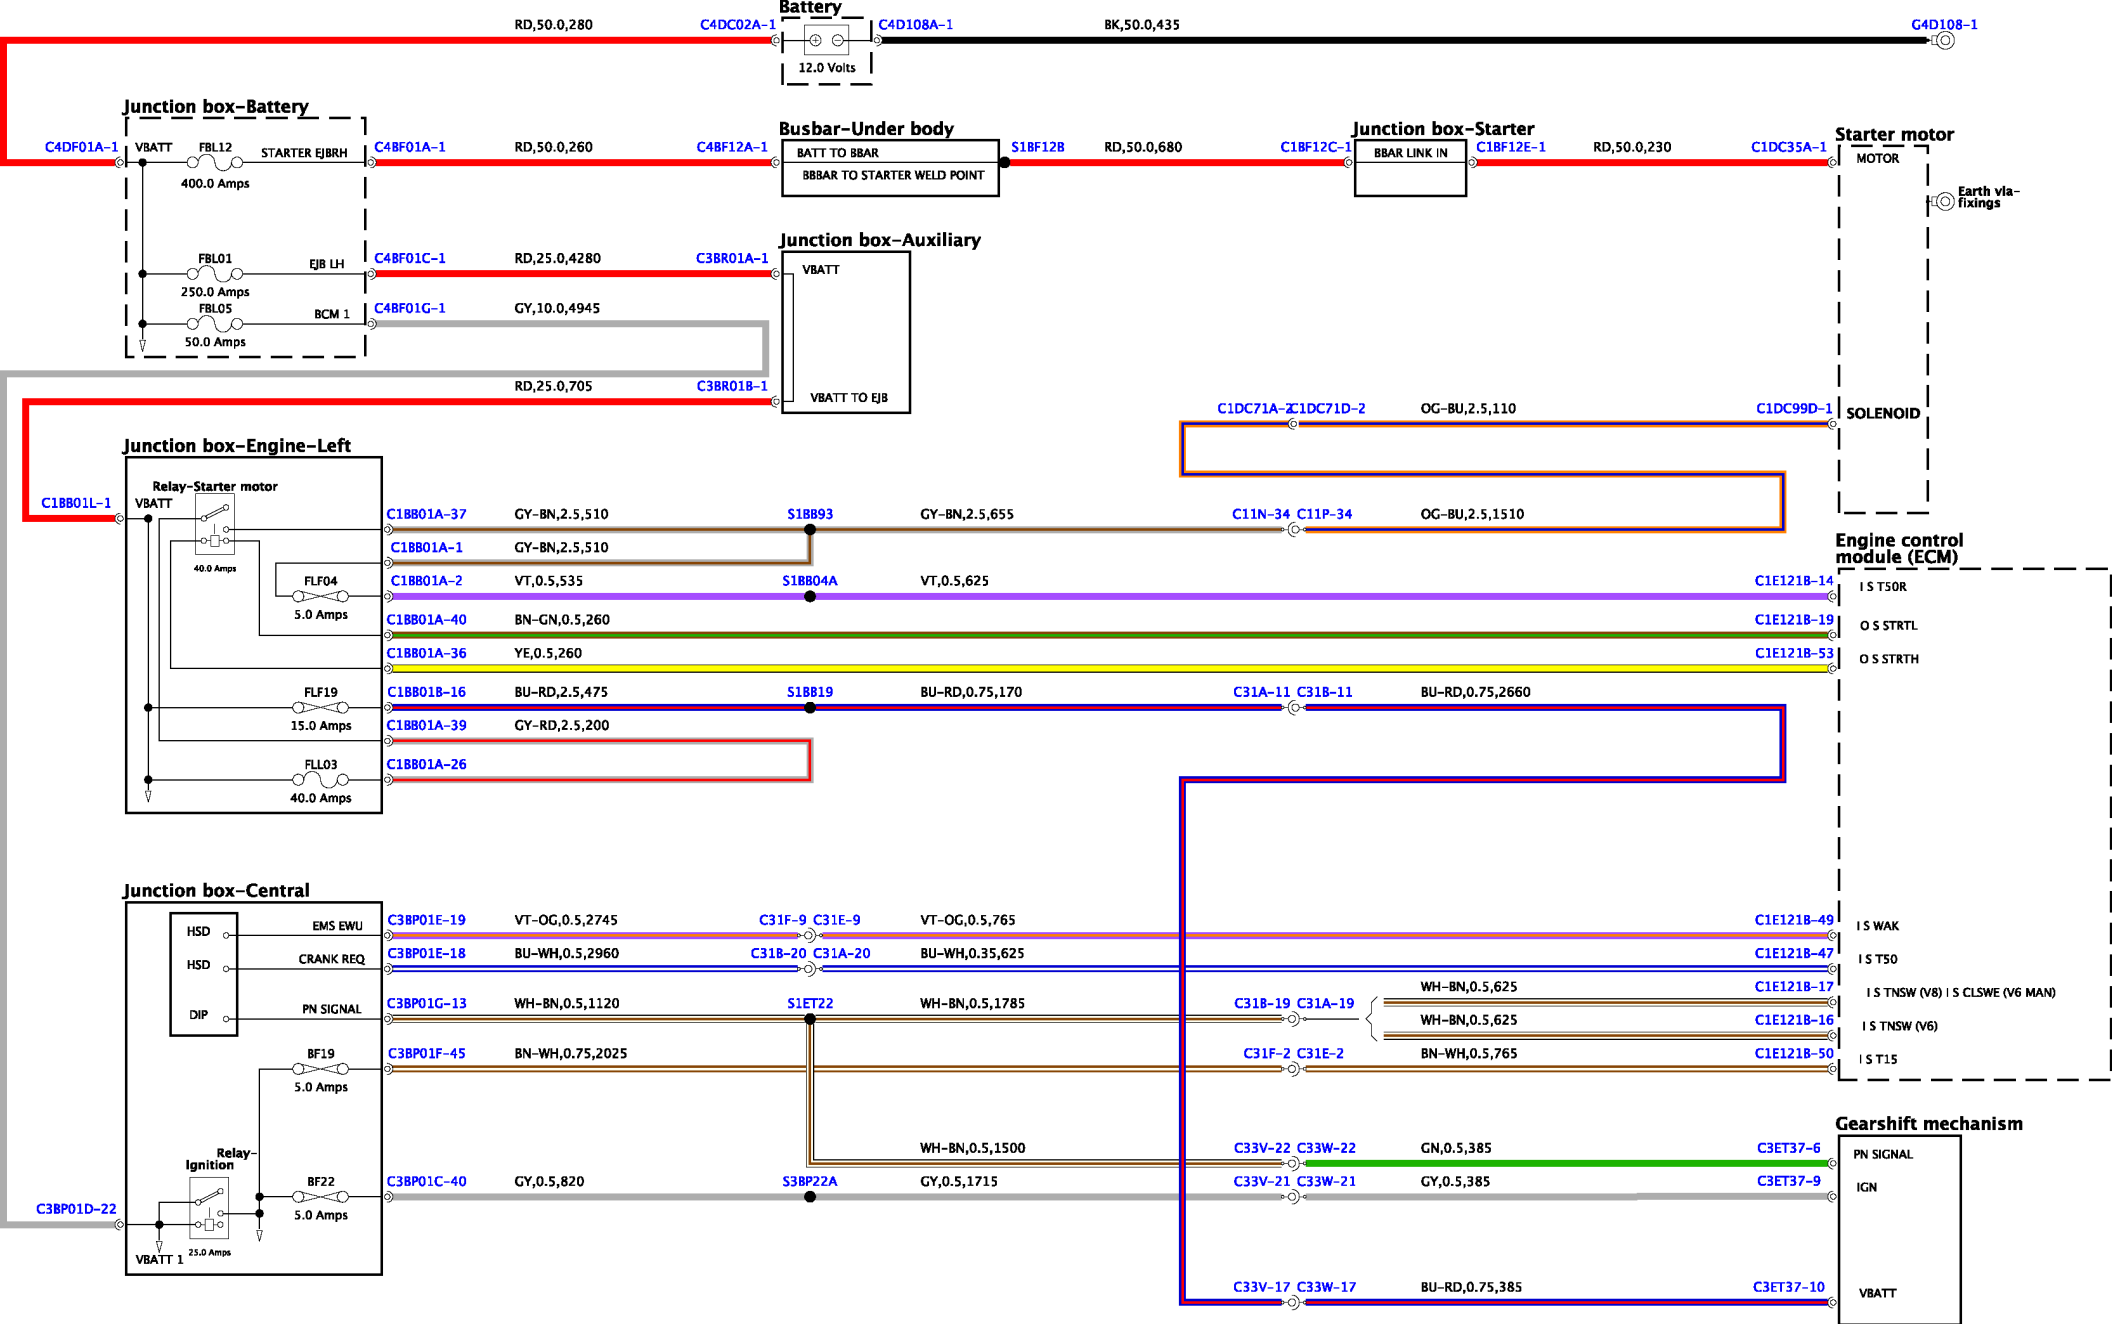 Battery
RD,50.0,280
C4DC02A-1
C4D108A-1
BK,50.0,435
G4D108-1
12.0 Volts
Junction box-Battery
C4DF01A-1
VBATT
FBL12
STARTER EJBRH
400.0 Amps
C4BF01A-1
RD,50.0,260
C4BF12A-1
Busbar-Under body
BATT TO BBAR
BBBAR TO STARTER WELD POINT
S1BF12B
RD,50.0,680
C1BF12C-1
Junction box-Starter
BBAR LINK IN
C1BF12E-1
RD,50.0,230
C1DC35A-1
Starter motor
MOTOR
Earth via-
fixings
FBL01
EJB LH
250.0 Amps
C4BF01C-1
RD,25.0,4280
C3BR01A-1
Junction box-Auxiliary
VBATT
FBL05
BCM 1
50.0 Amps
C4BF01G-1
GY,10.0,4945
RD,25.0,705
C3BR01B-1
VBATT TO EJB
C1DC71A-2
C1DC71D-2
OG-BU,2.5,110
C1DC99D-1
SOLENOID
Junction box-Engine-Left
Relay-Starter motor
C1BB01L-1
VBATT
40.0 Amps
C1BB01A-37
GY-BN,2.5,510
S1BB93
GY-BN,2.5,655
C11N-34
C11P-34
OG-BU,2.5,1510
C1BB01A-1
GY-BN,2.5,510
Engine control
module (ECM)
FLF04
5.0 Amps
C1BB01A-2
VT,0.5,535
S1BB04A
VT,0.5,625
C1E121B-14
I S T50R
C1BB01A-40
BN-GN,0.5,260
C1E121B-19
O S STRTL
C1BB01A-36
YE,0.5,260
C1E121B-53
O S STRTH
FLF19
15.0 Amps
C1BB01B-16
BU-RD,2.5,475
S1BB19
BU-RD,0.75,170
C31A-11
C31B-11
BU-RD,0.75,2660
C1BB01A-39
GY-RD,2.5,200
FLL03
40.0 Amps
C1BB01A-26
Junction box-Central
HSD
EMS EWU
C3BP01E-19
VT-OG,0.5,2745
C31F-9
C31E-9
VT-OG,0.5,765
C1E121B-49
I S WAK
HSD
CRANK REQ
C3BP01E-18
BU-WH,0.5,2960
C31B-20
C31A-20
BU-WH,0.35,625
C1E121B-47
I S T50
DIP
PN SIGNAL
C3BP01G-13
WH-BN,0.5,1120
S1ET22
WH-BN,0.5,1785
C31B-19
C31A-19
WH-BN,0.5,625
C1E121B-17
I S TNSW (V8) I S CLSWE (V6 MAN)
WH-BN,0.5,625
C1E121B-16
I S TNSW (V6)
BF19
5.0 Amps
C3BP01F-45
BN-WH,0.75,2025
C31F-2
C31E-2
BN-WH,0.5,765
C1E121B-50
I S T15
Gearshift mechanism
WH-BN,0.5,1500
C33V-22
C33W-22
GN,0.5,385
C3ET37-6
PN SIGNAL
Relay-
Ignition
BF22
5.0 Amps
C3BP01C-40
GY,0.5,820
S3BP22A
GY,0.5,1715
C33V-21
C33W-21
GY,0.5,385
C3ET37-9
IGN
C3BP01D-22
VBATT 1
25.0 Amps
C33V-17
C33W-17
BU-RD,0.75,385
C3ET37-10
VBATT